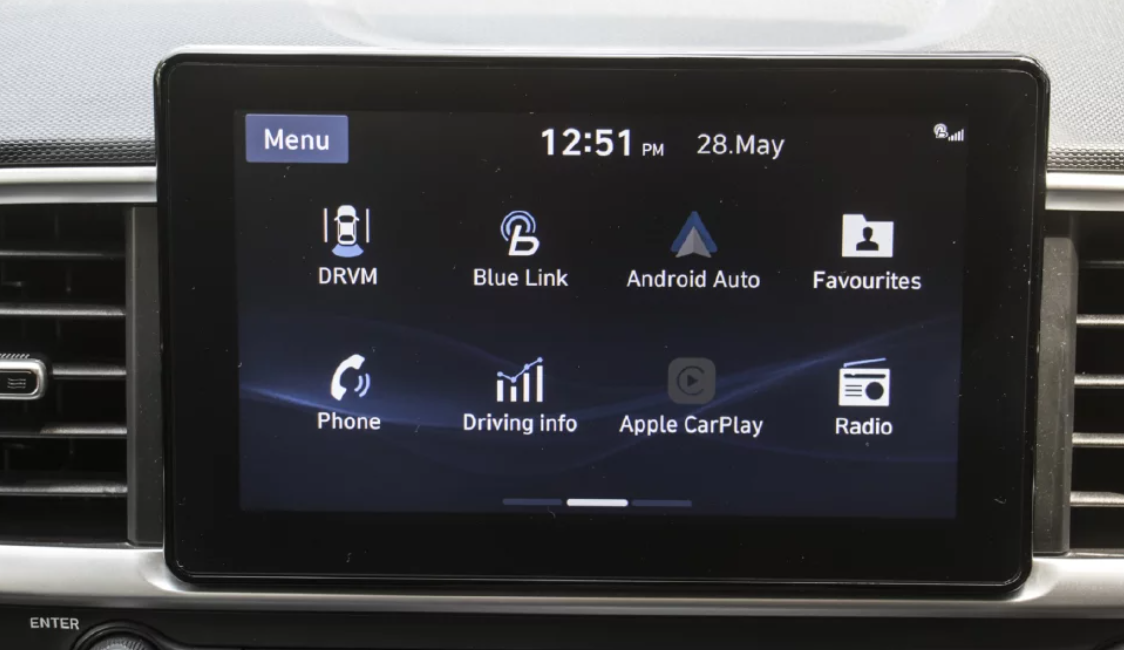 Menu
12:51 PM 28.May
DRVM
Blue Link
Android Auto
Favourites
Phone
Driving info
Apple CarPlay
Radio
ENTER